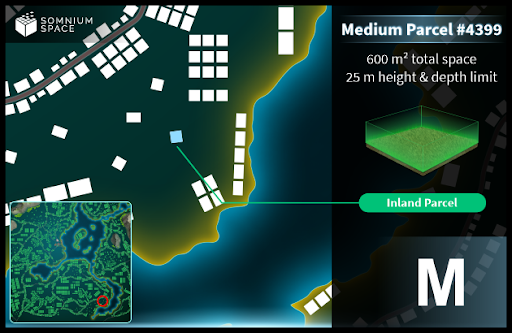 SOMNIUM
SPACE
Medium Parcel #4399
600 m² total space
25 m height & depth limit
Inland Parcel
M